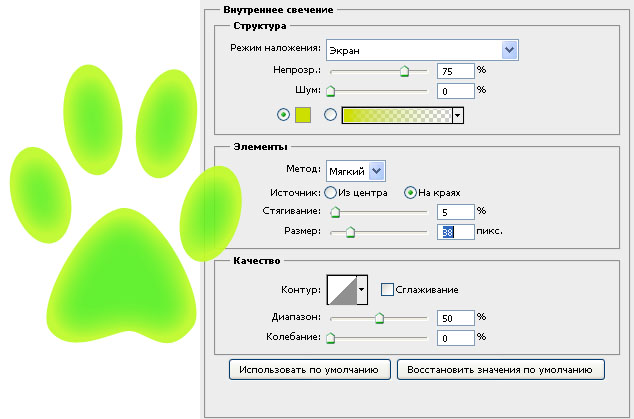 Внутреннее свечение
Структура
Режим наложения: Экран
Непрозр.: 75 %
Шум: 0 %
Элементы
Метод: Мягкий
Источник: Из центра На краях
Стягивание: 5 %
Размер: 38 пикс.
Качество
Контур: Сглаживание
Диапазон: 50 %
Колебание: 0 %
Использовать по умолчанию Восстановить значения по умолчанию